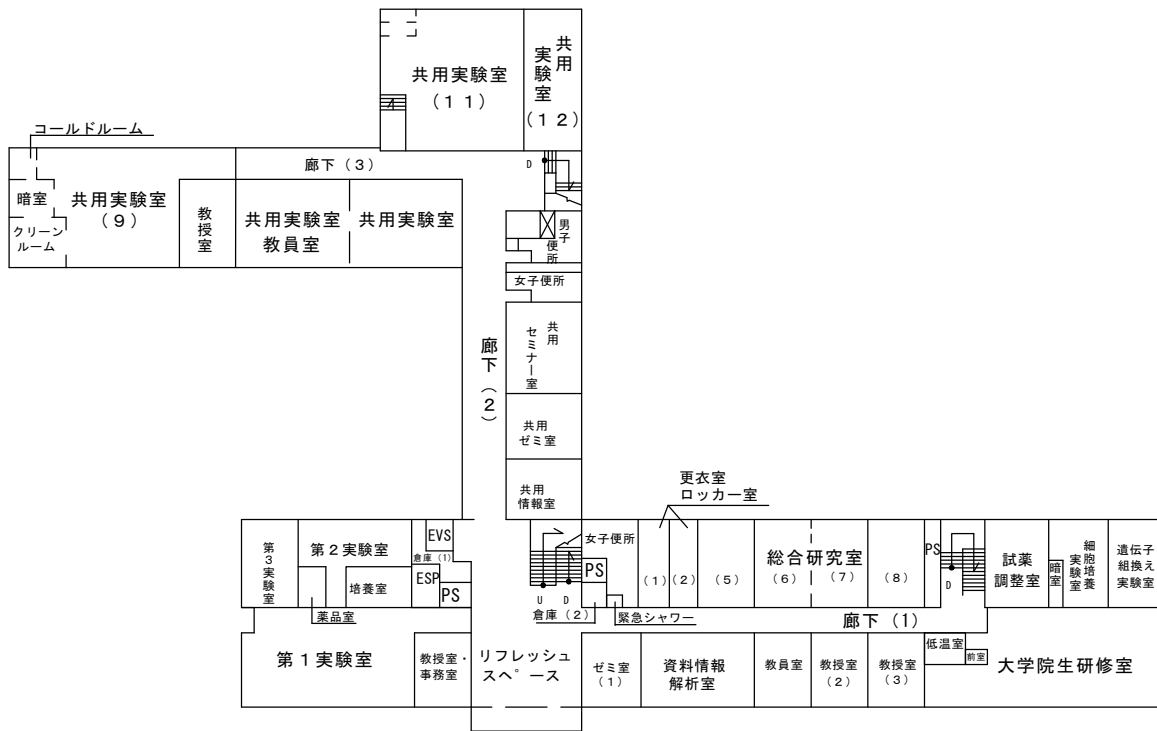 共用実験室
（１１）
共用
実験室
（１２）
コールドルーム
廊下（３）
D
暗室
共用実験室
（９）
クリーン
ルーム
教授室
共用実験室
教員室
共用実験室
男子
便所
女子便所
共用
セミナー室
廊下（２）
共用
ゼミ室
共用
情報室
更衣室
ロッカー室
第３実験室
第２実験室
EVS
倉庫（１）
ESP
PS
培養室
薬品室
女子便所
PS
U
D
倉庫（２）
緊急シャワー
（１）
（２）
（５）
総合研究室
（６）
（７）
（８）
PS
D
試薬
調整室
暗室
細胞培養
実験室
遺伝子
組換え
実験室
廊下（１）
第１実験室
教授室・
事務室
リフレッシュ
スペース
ゼミ室
（１）
資料情報
解析室
教員室
教授室
（２）
教授室
（３）
低温室
前室
大学院生研修室